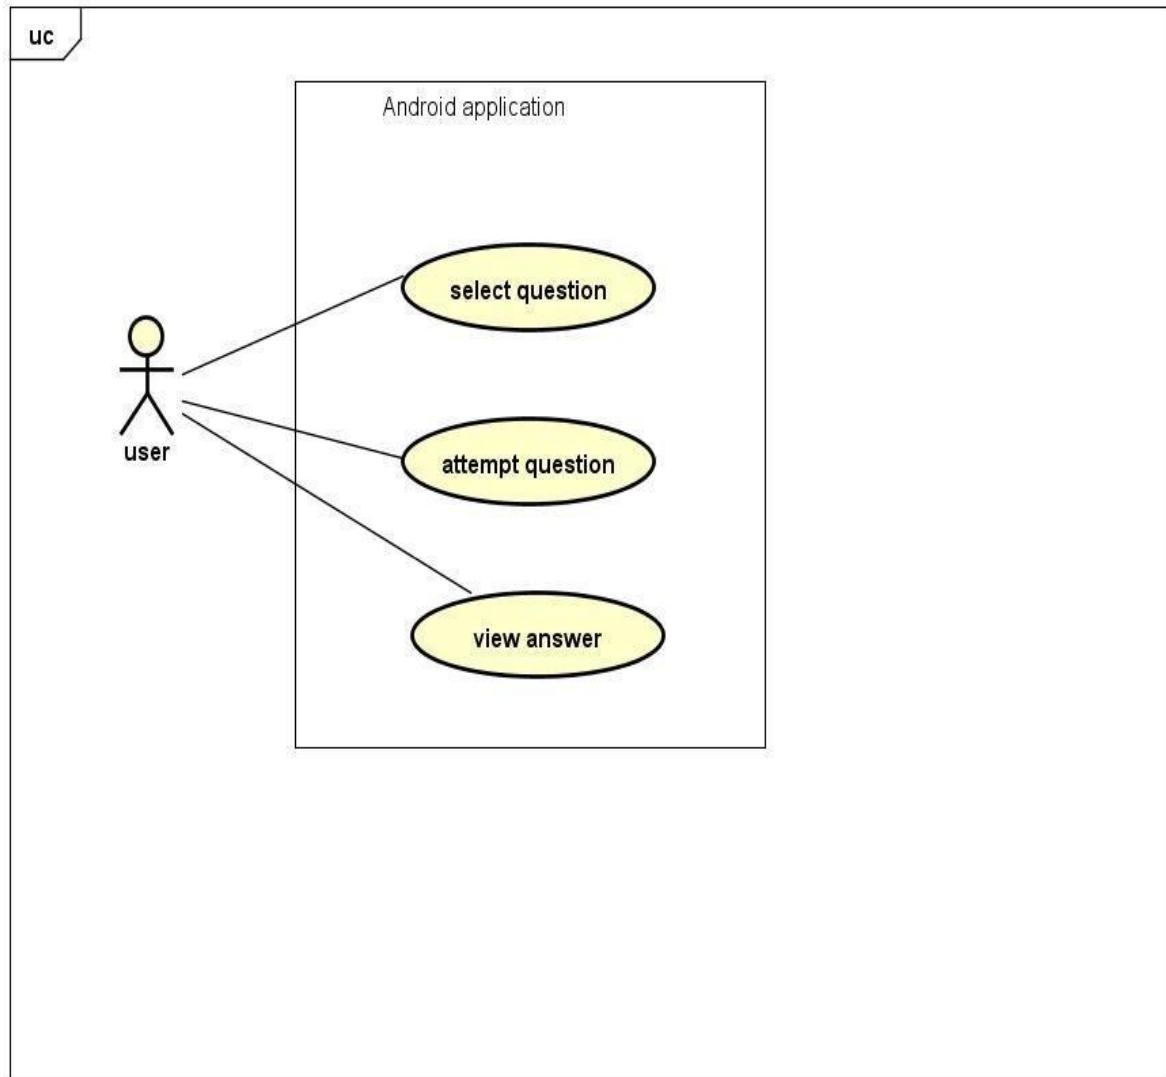 uc
Android application
select question
attempt question
user
view answer